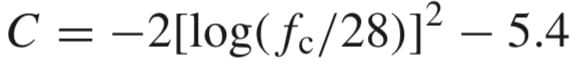 C = −2[log(f_c/28)]² − 5.4